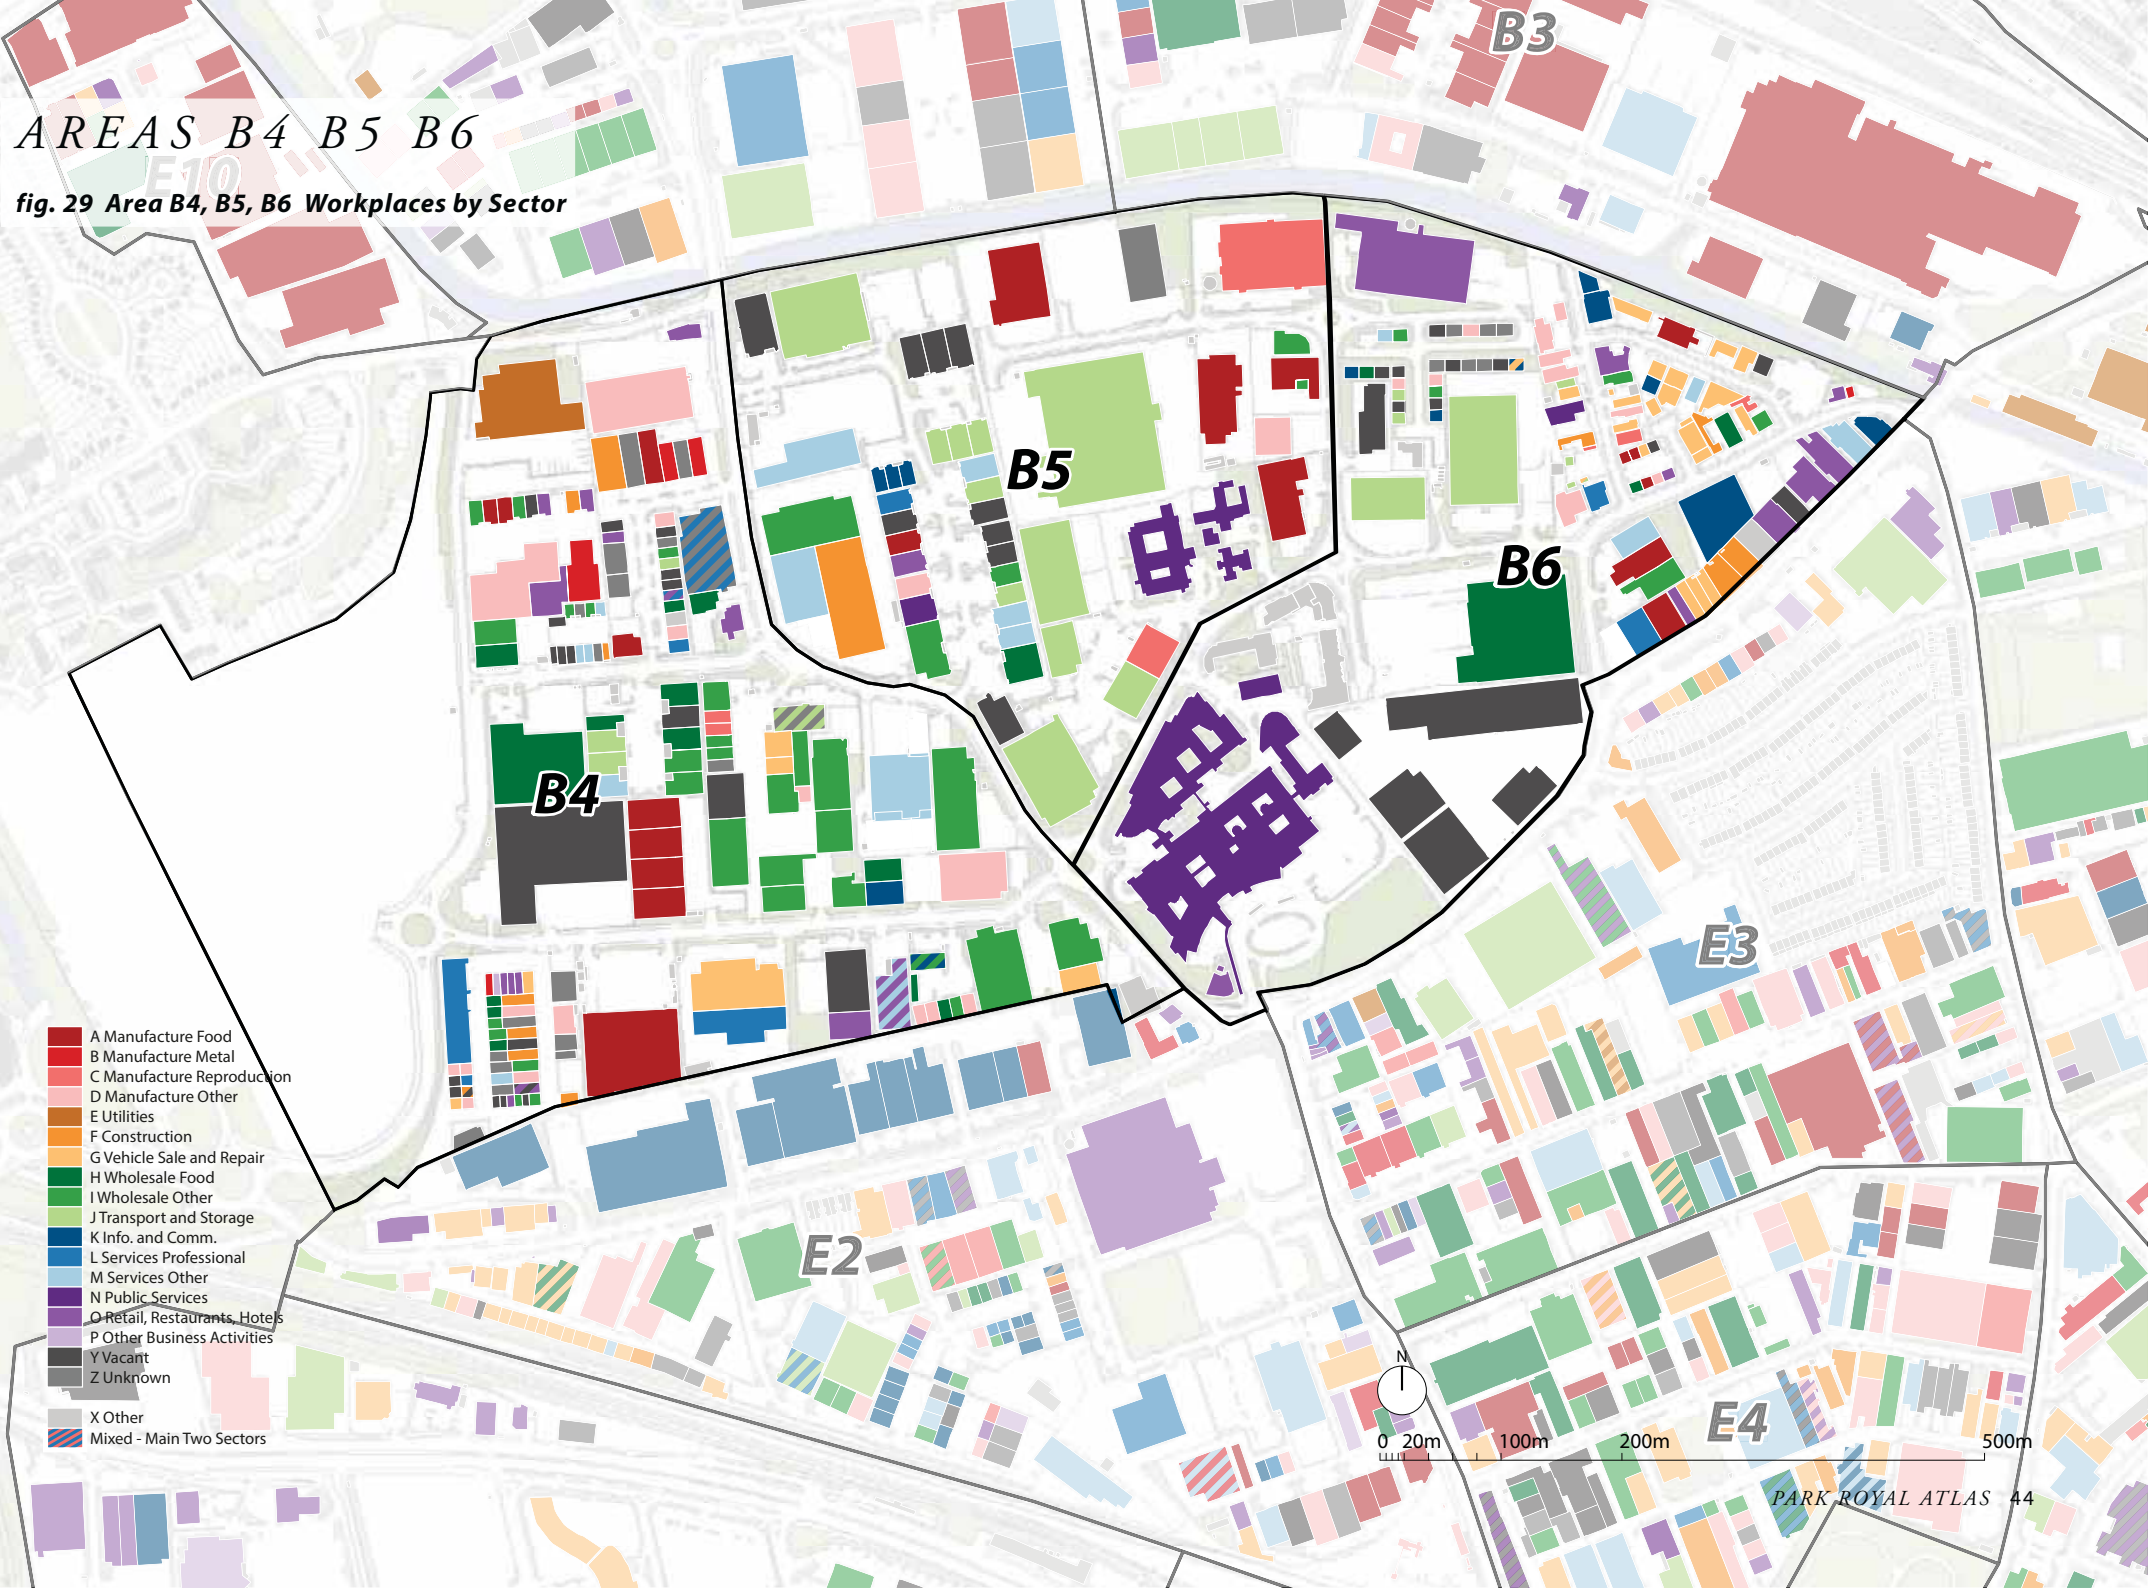 B3
AREAS B4 B5 B6
E10
fig. 29 Area B4, B5, B6 Workplaces by Sector
B5
B6
B4
E3
A Manufacture Food
B Manufacture Metal
C Manufacture Reproduction
D Manufacture Other
E Utilities
F Construction
G Vehicle Sale and Repair
H Wholesale Food
I Wholesale Other
J Transport and Storage
K Info. and Comm.
L Services Professional
M Services Other
N Public Services
O Retail, Restaurants, Hotels
P Other Business Activities
Y Vacant
Z Unknown
X Other
Mixed - Main Two Sectors
E2
N
E4
0 20m 100m 200m 500m
PARK ROYAL ATLAS 44